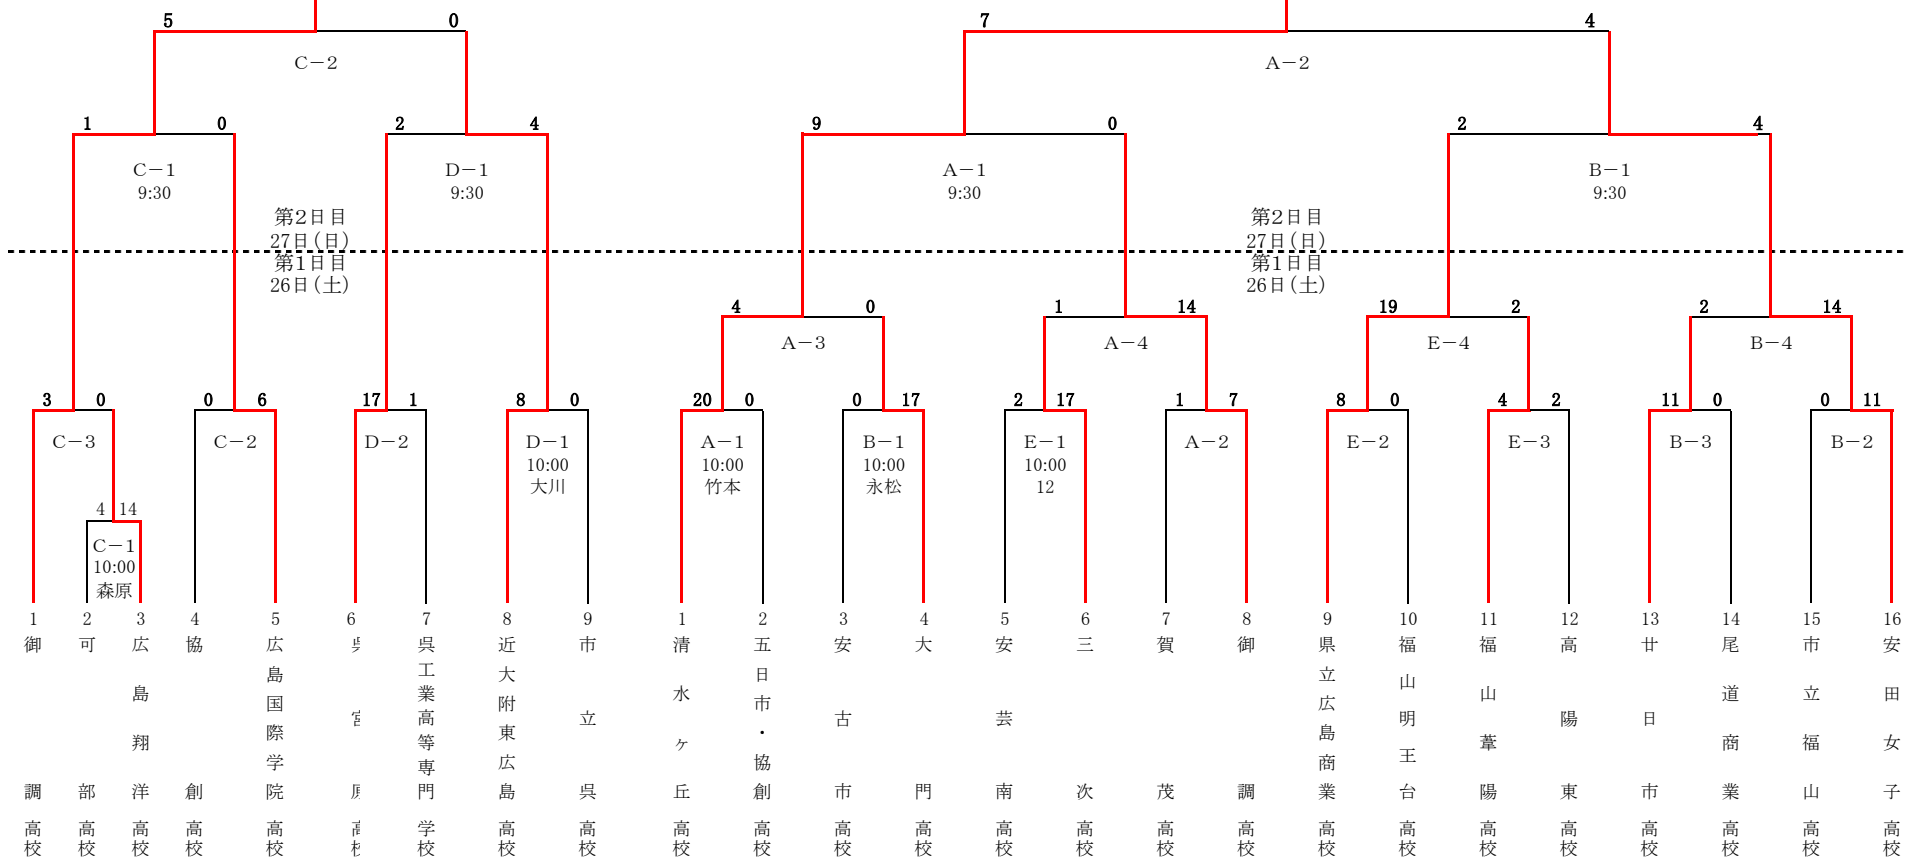 5 0 7 4
C－2 A－2
1 0 2 4 9 0 2 4
C－1 D－1 A－1 B－1
9:30 9:30 9:30 9:30
第2日目 第2日目
27日(日) 27日(日)
第1日目 第1日目
26日(土) 26日(土)
4 0 1 14 19 2 2 14
A－3 A－4 E－4 B－4
3 0 0 6 17 1 8 0 20 0 0 17 2 17 1 7 8 0 4 2 11 0 0 11
C－3 C－2 D－2 D－1 A－1 B－1 E－1 A－2 E－2 E－3 B－3 B－2
10:00 10:00 10:00 10:00
大川 竹本 永松 12
4 14
C－1
10:00
森原
1 御調高校
2 可部高校
3 広島翔洋高校
4 協創高校
5 広島国際学院高校
6 呉宮原高校
7 呉工業高等専門学校
8 近大附東広島高校
9 市立呉高校
1 清水ヶ丘高校
2 五日市・協創高校
3 安古市高校
4 大門高校
5 安芸南高校
6 三次高校
7 賀茂高校
8 御調高校
9 県立広島商業高校
10 福山明王台高校
11 福山葦陽高校
12 高陽東高校
13 廿日市高校
14 尾道商業高校
15 市立福山高校
16 安田女子高校